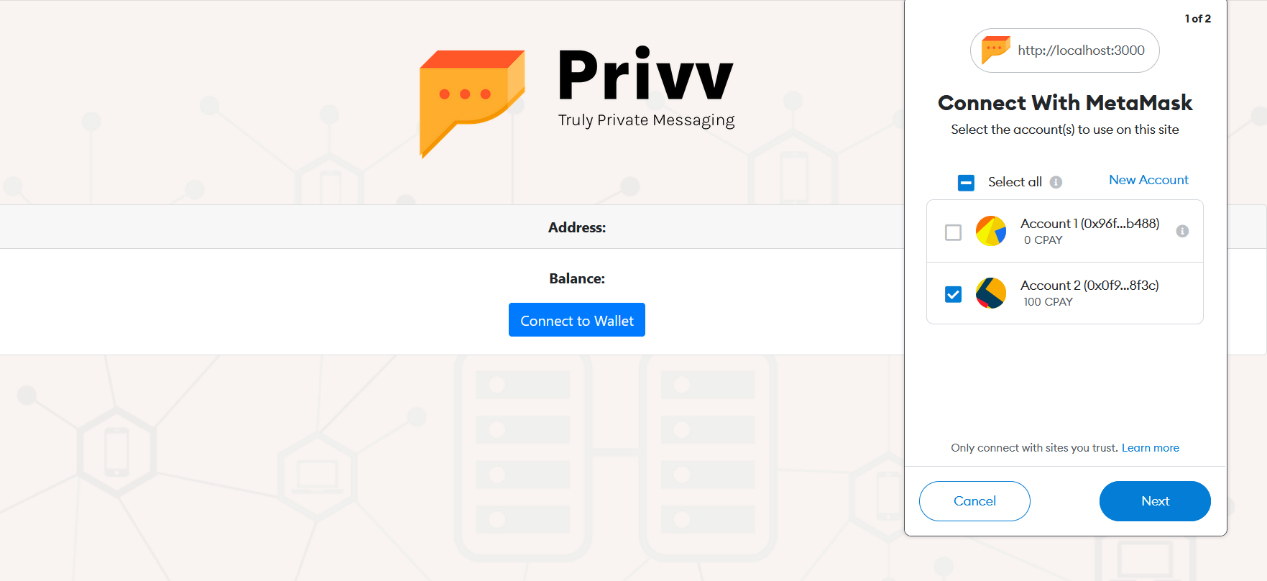 Privv
Truly Private Messaging
Address:
Balance:
Connect to Wallet
1 of 2
http://localhost:3000
Connect With MetaMask
Select the account(s) to use on this site
Select all
New Account
Account 1 (0x96f...b488)
0 CPAY
Account 2 (0x0f9...8f3c)
100 CPAY
Only connect with sites you trust. Learn more
Cancel
Next